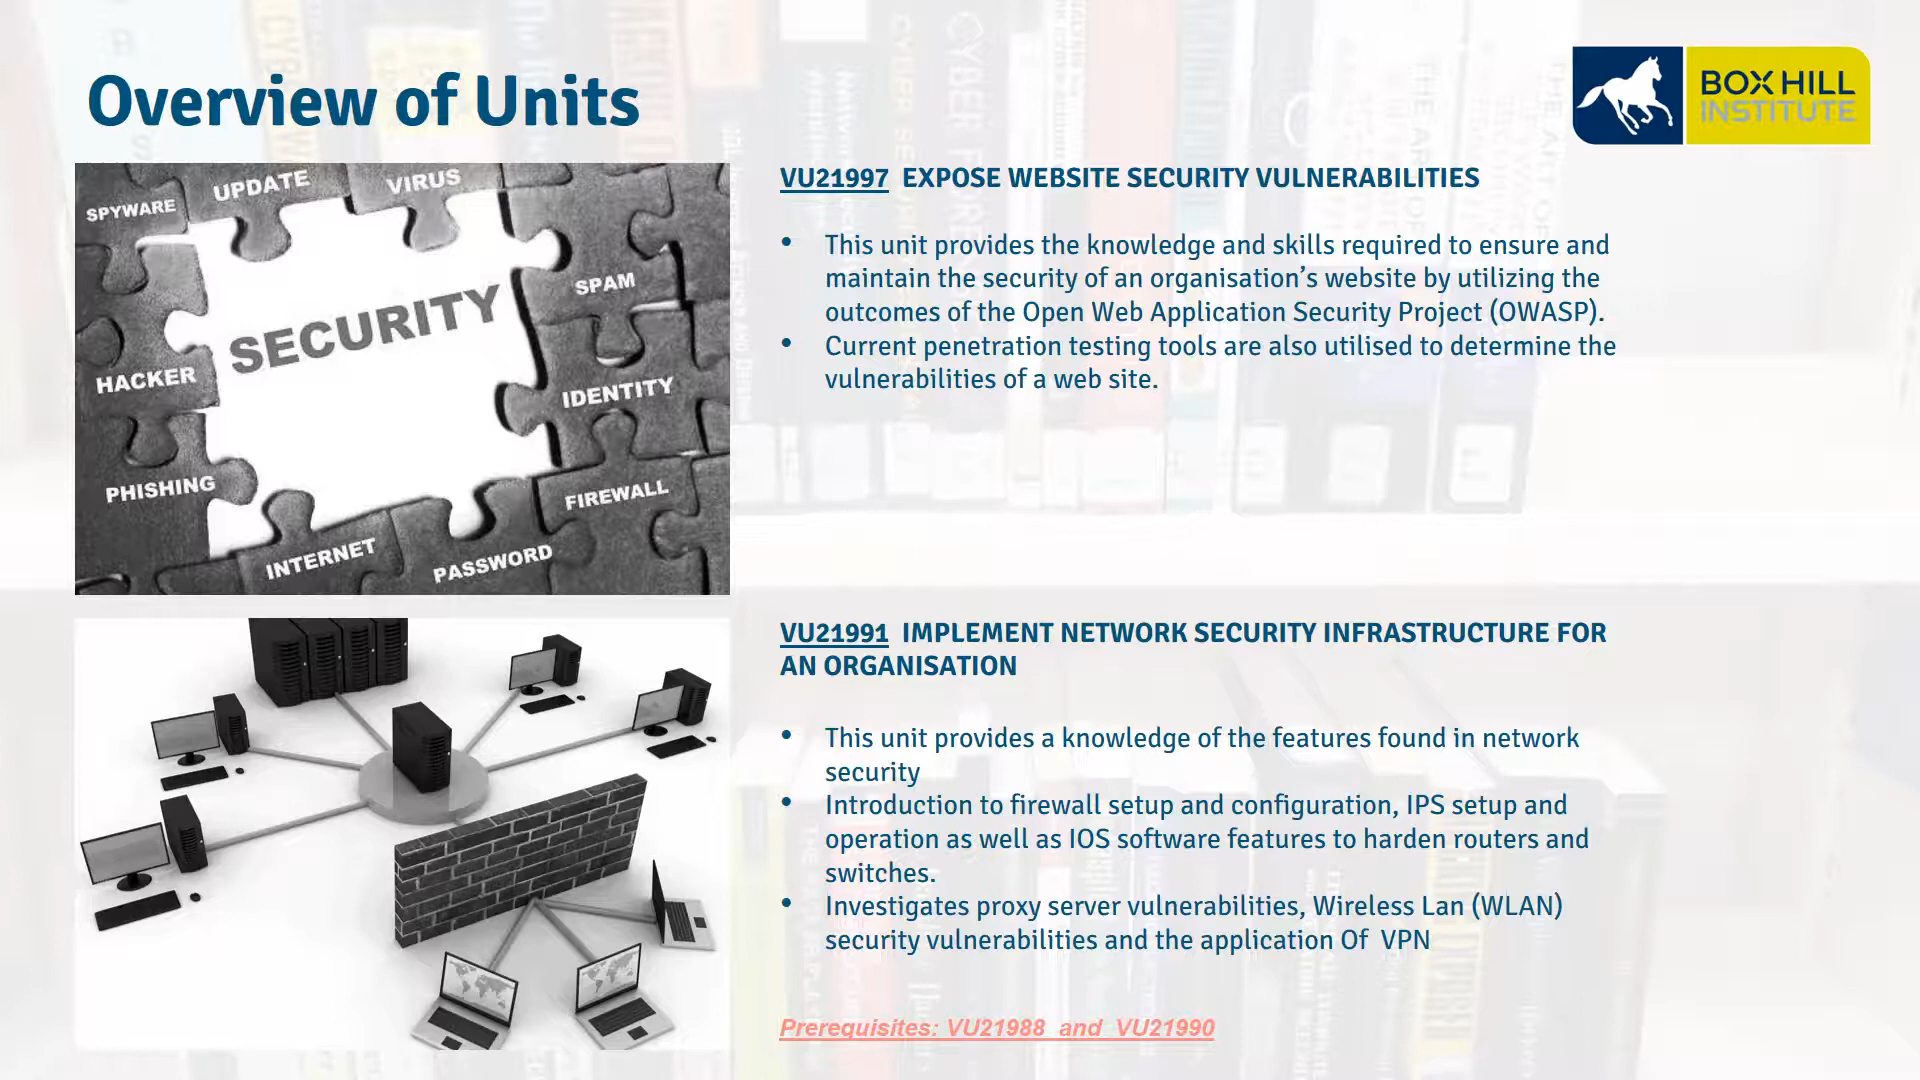 Overview of Units
BOX HILL
INSTITUTE
SPYWARE
UPDATE
VIRUS
SPAM
SECURITY
HACKER
IDENTITY
PHISHING
FIREWALL
INTERNET
PASSWORD
VU21997 EXPOSE WEBSITE SECURITY VULNERABILITIES
• This unit provides the knowledge and skills required to ensure and
maintain the security of an organisation’s website by utilizing the
outcomes of the Open Web Application Security Project (OWASP).
• Current penetration testing tools are also utilised to determine the
vulnerabilities of a web site.
VU21991 IMPLEMENT NETWORK SECURITY INFRASTRUCTURE FOR
AN ORGANISATION
• This unit provides a knowledge of the features found in network
security
• Introduction to firewall setup and configuration, IPS setup and
operation as well as IOS software features to harden routers and
switches.
• Investigates proxy server vulnerabilities, Wireless Lan (WLAN)
security vulnerabilities and the application Of VPN
Prerequisites: VU21988 and VU21990